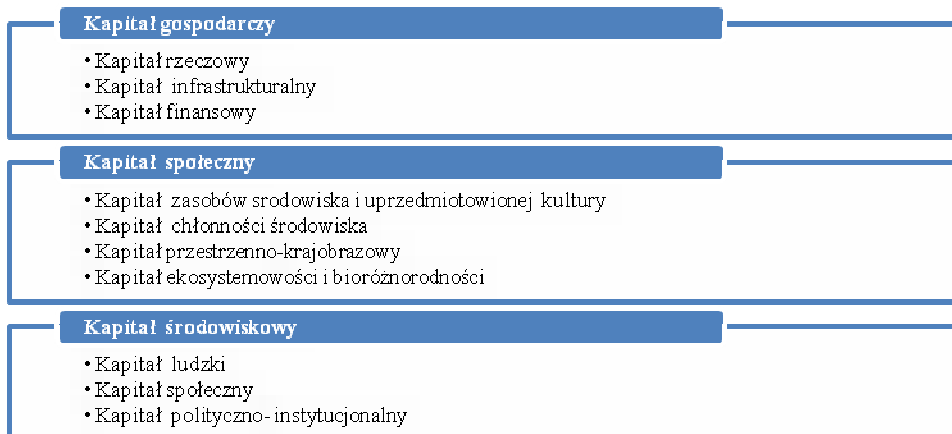 Kapitał gospodarczy
• Kapitał rzeczowy
• Kapitał infrastrukturalny
• Kapitał finansowy
Kapitał społeczny
• Kapitał zasobów srodowiska i uprzedmiotowionej kultury
• Kapitał chłonności środowiska
• Kapitał przestrzenno-krajobrazowy
• Kapitał ekosystemowości i bioróżnorodności
Kapitał środowiskowy
• Kapitał ludzki
• Kapitał społeczny
• Kapitał polityczno-instytucjonalny